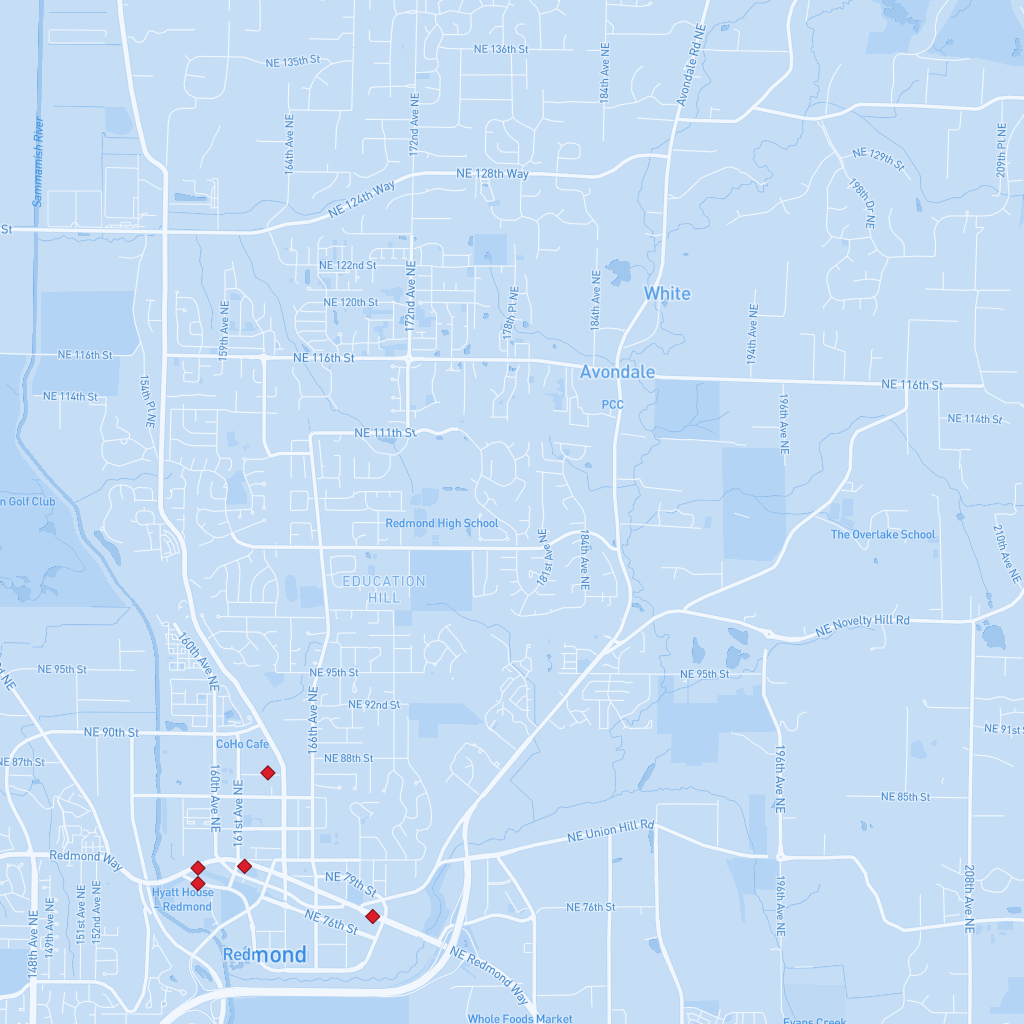 NE 136th St
NE 135th St
184th Ave NE
Avondale Rd NE
Sammamish River
164th Ave NE
172nd Ave NE
209th Pl NE
NE 129th St
198th Dr NE
NE 128th Way
NE 124th Way
St
NE 122nd St
NE 120th St
172nd Ave NE
178th Pl NE
184th Ave NE
White
159th Ave NE
194th Ave NE
NE 116th St
NE 116th St
Avondale
NE 116th St
NE 114th St
154th Pl NE
PCC
196th Ave NE
NE 114th St
NE 111th St
n Golf Club
Redmond High School
181st Ave NE
184th Ave NE
The Overlake School
210th Ave NE
EDUCATION
HILL
NE Novelty Hill Rd
160th Ave NE
NE 95th St
NE 95th St
NE 95th St
d NE
166th Ave NE
NE 92nd St
NE 90th St
NE 91st S
CoHo Cafe
NE 88th St
NE 87th St
160th Ave NE
161st Ave NE
196th Ave NE
NE 85th St
NE Union Hill Rd
Redmond Way
NE 79th St
Hyatt House
– Redmond
NE 76th St
NE 76th St
148th Ave NE
149th Ave NE
151st Ave NE
152nd Ave NE
196th Ave NE
208th Ave NE
Redmond
NE Redmond Way
Whole Foods Market
Evans Creek